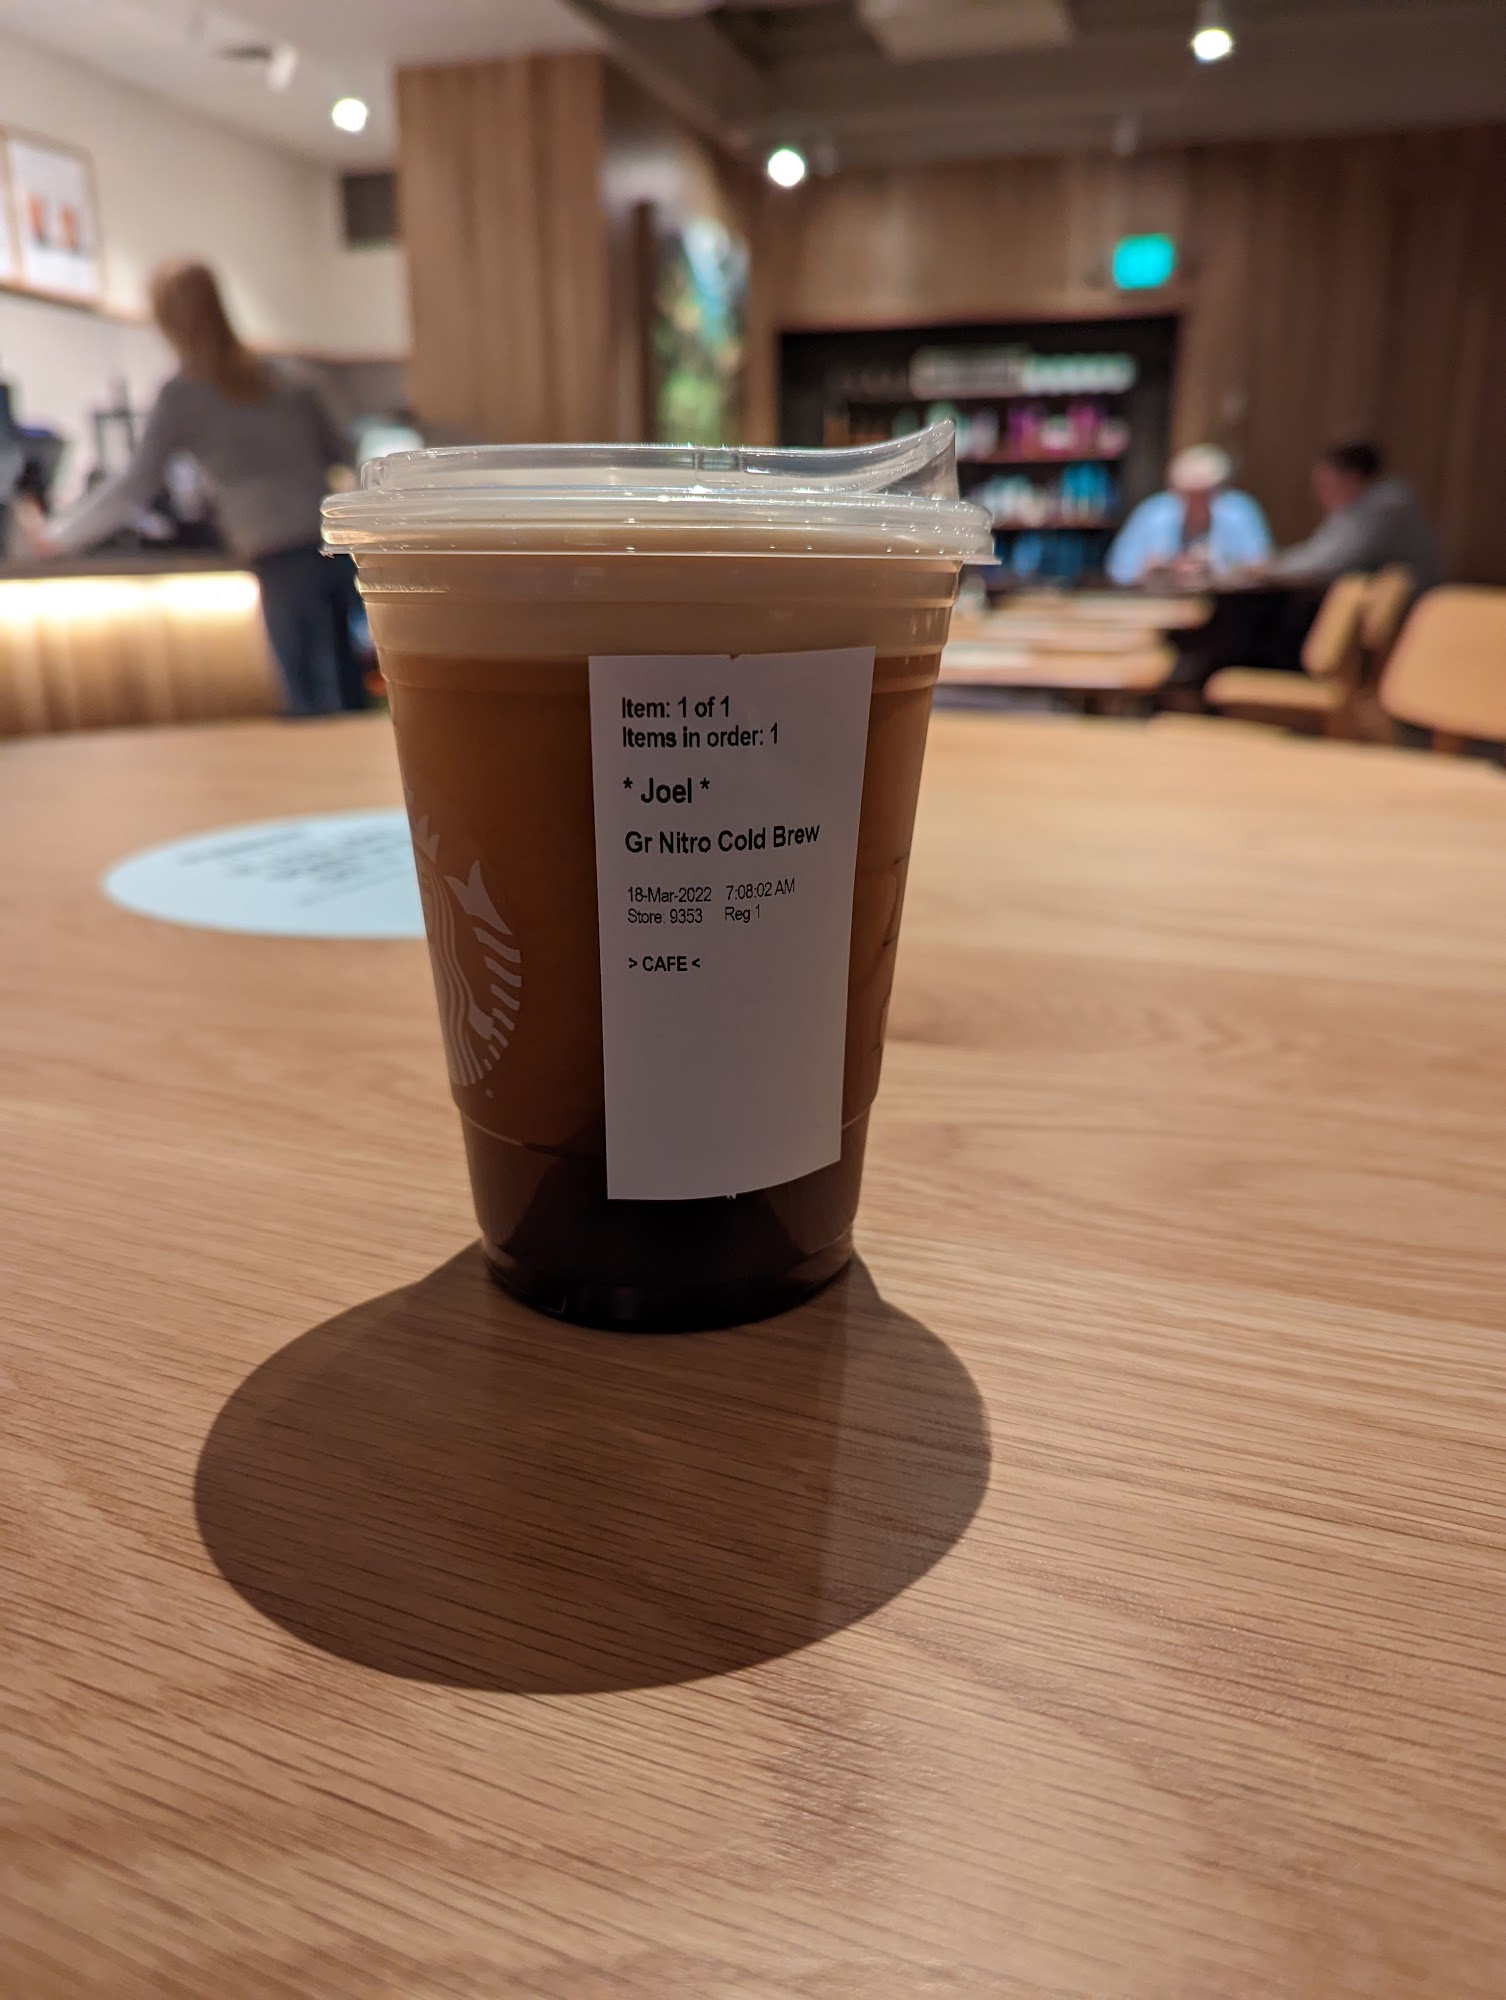 Item: 1 of 1
Items in order: 1
* Joel *
Gr Nitro Cold Brew
18-Mar-2022 7:08:02 AM
Store: 9353 Reg 1
> CAFE <